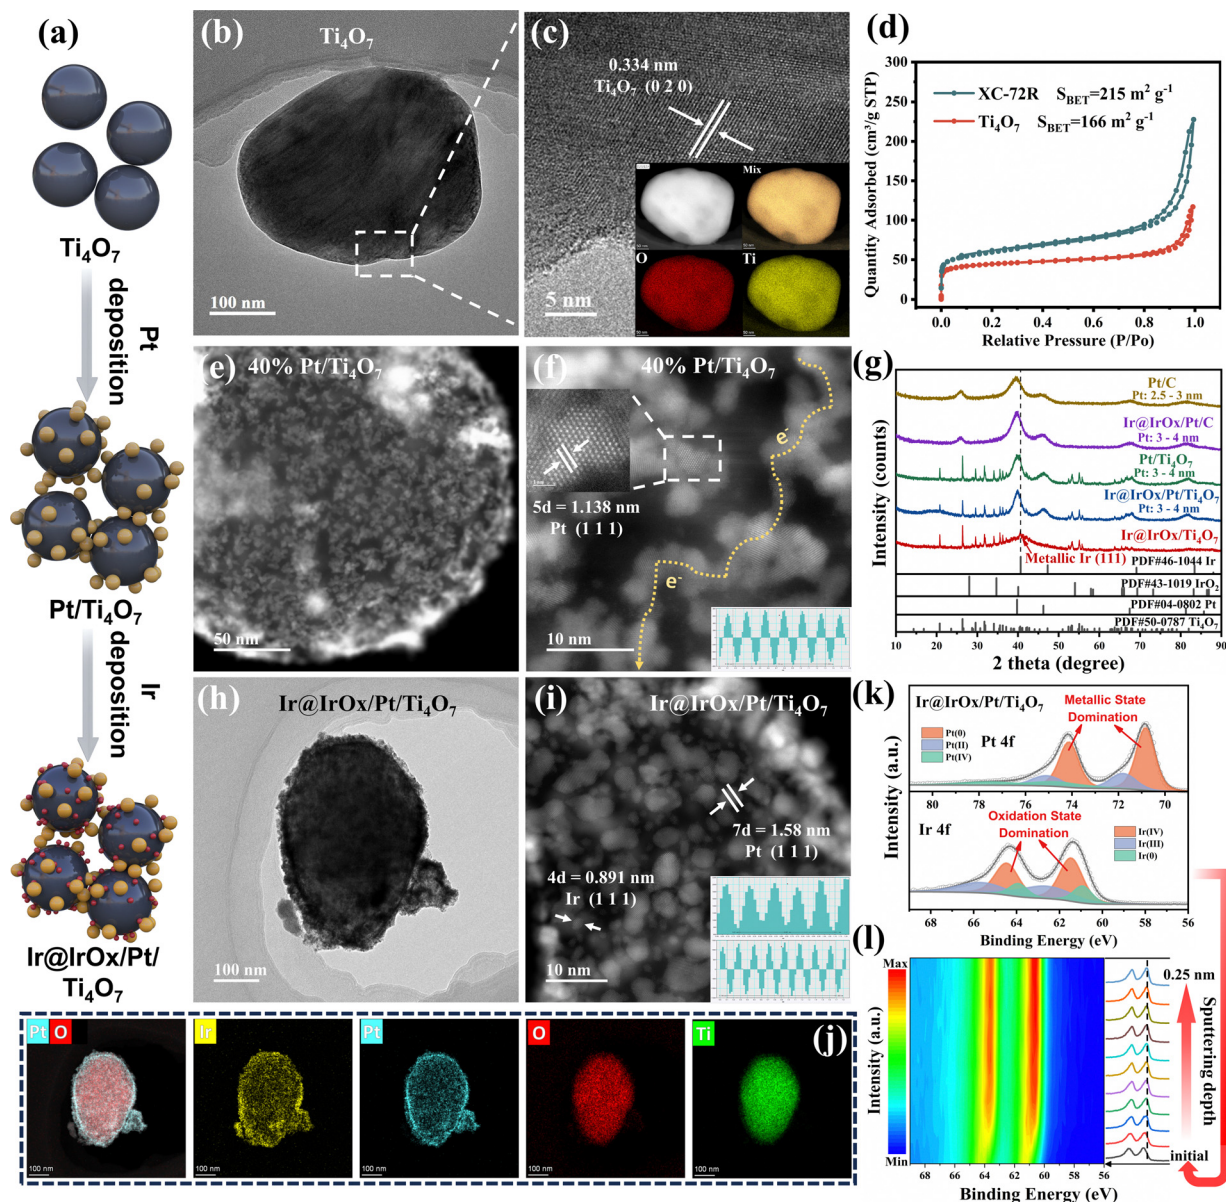 (a)
Ti4O7
Pt
deposition
Pt/Ti4O7
Ir
deposition
Ir@IrOx/Pt/
Ti4O7
(b)
Ti4O7
100 nm
(c)
0.334 nm
Ti4O7 (0 2 0)
Mix
O
Ti
50 nm
50 nm
50 nm
5 nm
(d)
Quantity Adsorbed (cm³/g STP)
300
250
200
150
100
50
0
XC-72R SBET=215 m² g⁻¹
Ti4O7 SBET=166 m² g⁻¹
0.0 0.2 0.4 0.6 0.8 1.0
Relative Pressure (P/Po)
(e)
40% Pt/Ti4O7
50 nm
(f)
40% Pt/Ti4O7
5d = 1.138 nm
Pt (1 1 1)
e⁻
e⁻
10 nm
(g)
Intensity (counts)
Pt/C
Pt: 2.5 - 3 nm
Ir@IrOx/Pt/C
Pt: 3 - 4 nm
Pt/Ti4O7
Pt: 3 - 4 nm
Ir@IrOx/Pt/Ti4O7
Pt: 3 - 4 nm
Ir@IrOx/Ti4O7
Metallic Ir (111)
PDF#46-1044 Ir
PDF#43-1019 IrO2
PDF#04-0802 Pt
PDF#50-0787 Ti4O7
10 20 30 40 50 60 70 80 90
2 theta (degree)
(h)
Ir@IrOx/Pt/Ti4O7
100 nm
(i)
Ir@IrOx/Pt/Ti4O7
7d = 1.58 nm
Pt (1 1 1)
4d = 0.891 nm
Ir (1 1 1)
10 nm
(j)
Pt O
Ir
Pt
O
Ti
100 nm
100 nm
100 nm
100 nm
100 nm
(k)
Intensity (a.u.)
Ir@IrOx/Pt/Ti4O7
Metallic State
Domination
Pt 4f
Pt(0)
Pt(II)
Pt(IV)
80 78 76 74 72 70
Ir 4f
Oxidation State
Domination
Ir(IV)
Ir(III)
Ir(0)
68 66 64 62 60 58 56
Binding Energy (eV)
(l)
Max
Intensity (a.u.)
Min
68 66 64 62 60 58 56
Binding Energy (eV)
0.25 nm
Sputtering depth
initial